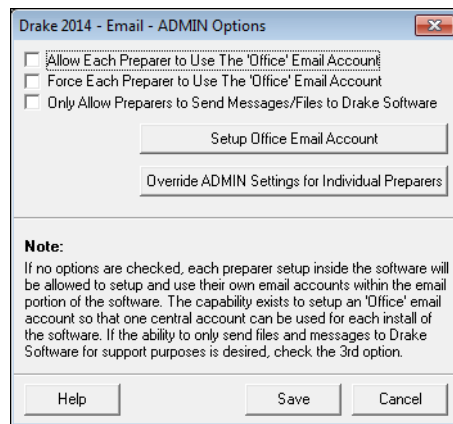 Drake 2014 - Email - ADMIN Options
Allow Each Preparer to Use The 'Office' Email Account
Force Each Preparer to Use The 'Office' Email Account
Only Allow Preparers to Send Messages/Files to Drake Software
Setup Office Email Account
Override ADMIN Settings for Individual Preparers
Note:
If no options are checked, each preparer setup inside the software will
be allowed to setup and use their own email accounts within the email
portion of the software. The capability exists to setup an 'Office' email
account so that one central account can be used for each install of
the software. If the ability to only send files and messages to Drake
Software for support purposes is desired, check the 3rd option.
Help Save Cancel